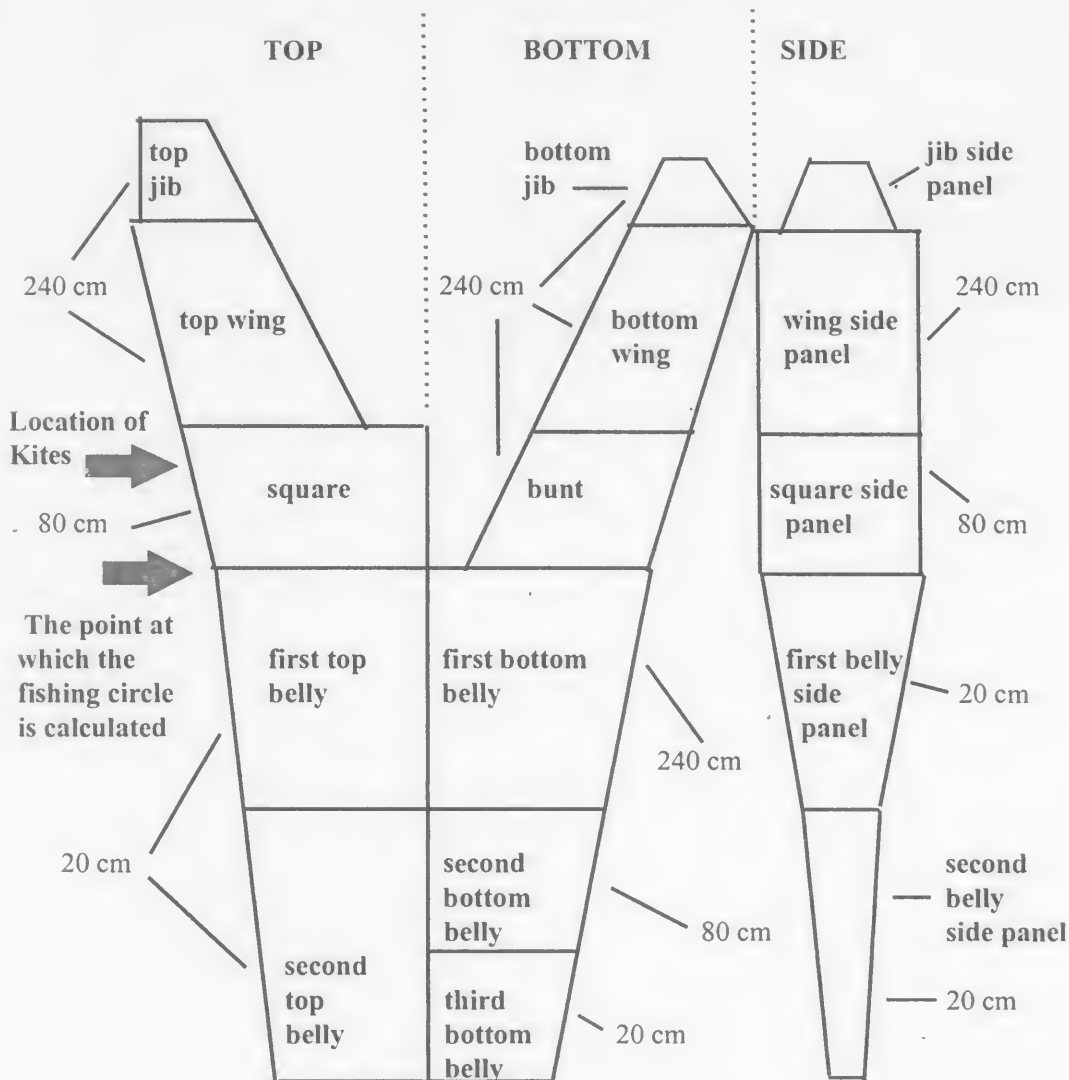 TOP
BOTTOM
SIDE
top
jib
bottom
jib
jib side
panel
240 cm
240 cm
240 cm
top wing
bottom
wing
wing side
panel
Location of
Kites
square
bunt
square side
panel
80 cm
80 cm
The point at
which the
fishing circle
is calculated
first top
belly
first bottom
belly
first belly
side
panel
20 cm
240 cm
20 cm
second
bottom
belly
second
belly
side panel
80 cm
second
top
belly
third
bottom
belly
20 cm
20 cm